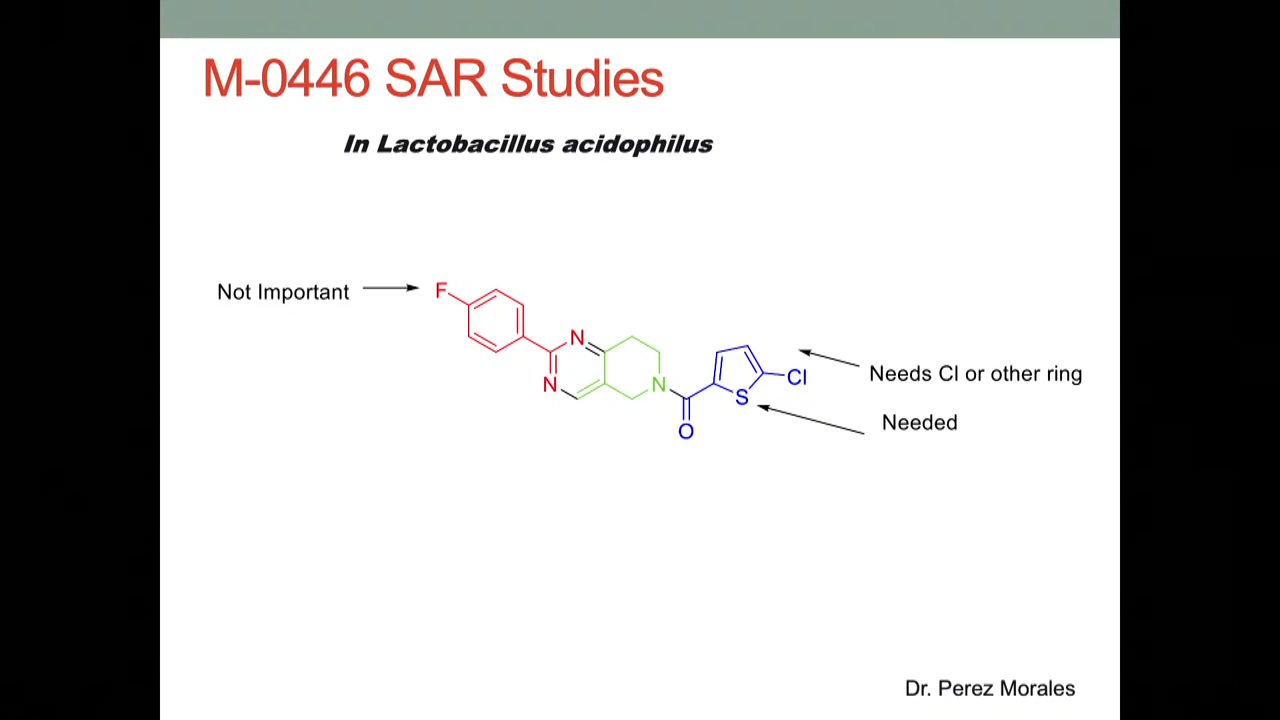 M-0446 SAR Studies
In Lactobacillus acidophilus
Not Important
F
N
N
N
O
S
Cl
Needs Cl or other ring
Needed
Dr. Perez Morales